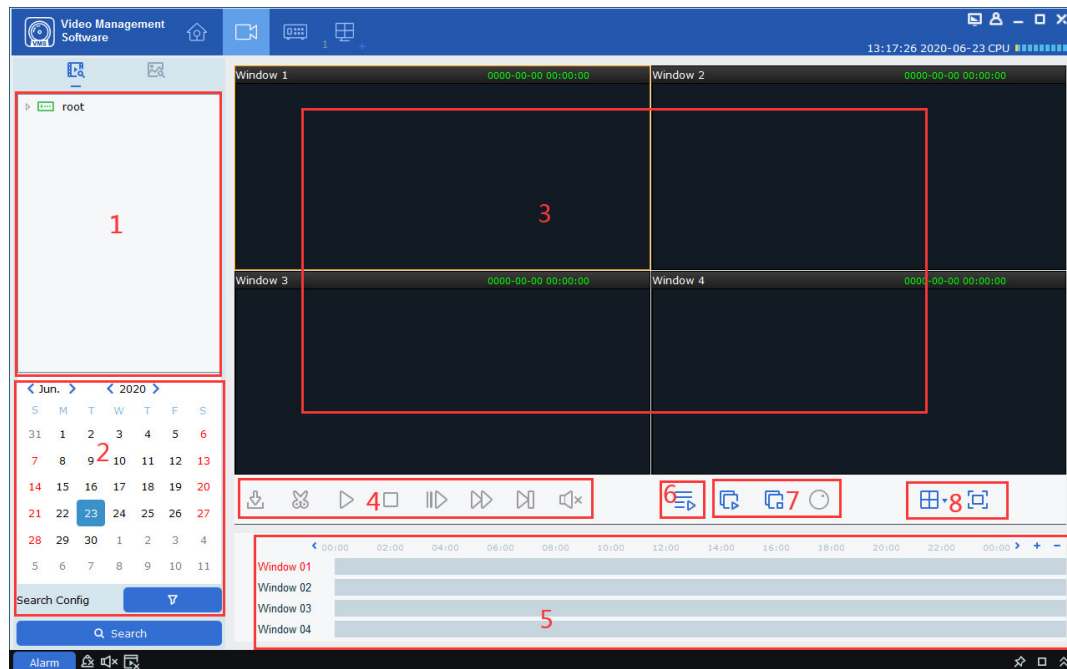 Video Management
Software
VMS
1
13:17:26 2020-06-23 CPU
root
1
Window 1 0000-00-00 00:00:00
Window 2 0000-00-00 00:00:00
3
Window 3 0000-00-00 00:00:00
Window 4 0000-00-00 00:00:00
Jun. 2020
S M T W T F S
31 1 2 3 4 5 6
7 8 9 10 11 12 13
2
14 15 16 17 18 19 20
21 22 23 24 25 26 27
28 29 30 1 2 3 4
5 6 7 8 9 10 11
Search Config
Search
4 6 7 8
00:00 02:00 04:00 06:00 08:00 10:00 12:00 14:00 16:00 18:00 20:00 22:00 00:00 + -
Window 01
Window 02
Window 03
Window 04
5
Alarm